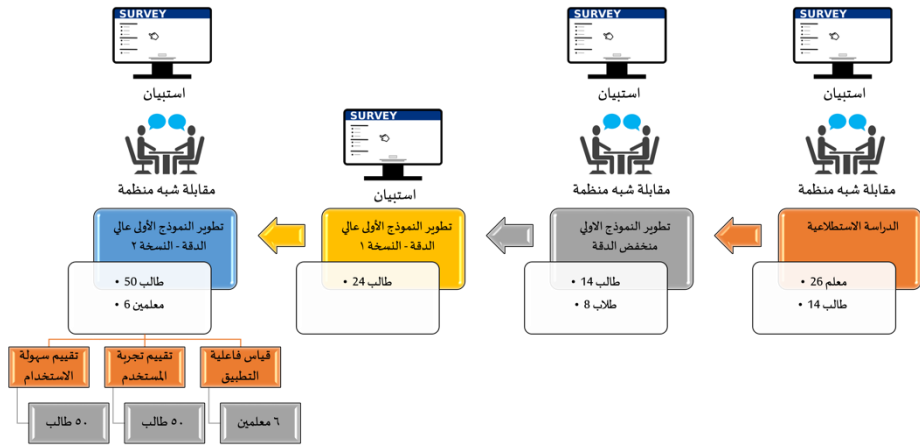 SURVEY
استبيان
مقابلة شبه منظمة
الدراسة الاستطلاعية
• 26 معلم
• 14 طالب
SURVEY
استبيان
مقابلة شبه منظمة
تطوير النموذج الاولي
منخفض الدقة
• 14 طالب
• 8 طلاب
SURVEY
استبيان
تطوير النموذج الأولى عالي
الدقة - النسخة ١
• 24 طالب
SURVEY
استبيان
مقابلة شبه منظمة
تطوير النموذج الأولى عالي
الدقة - النسخة ٢
• 50 طالب
• 6 معلمين
قياس فاعلية
التطبيق
٦ معلمين
تقييم تجربة
المستخدم
٥٠ طالب
تقييم سهولة
الاستخدام
٥٠ طالب